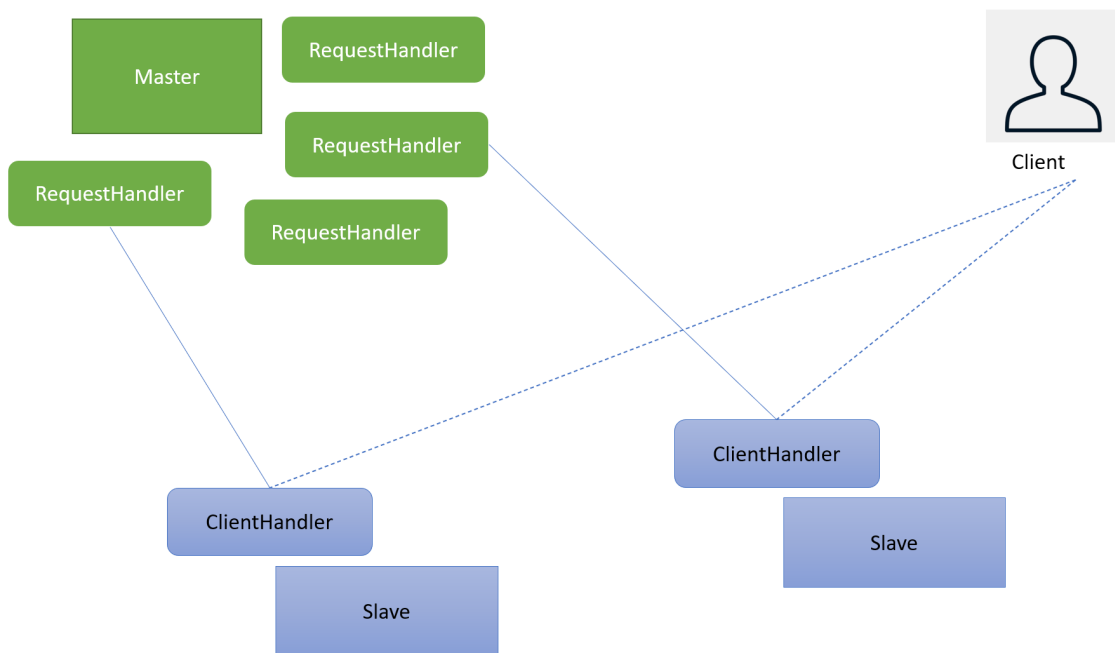 RequestHandler
Master
RequestHandler
Client
RequestHandler
RequestHandler
ClientHandler
ClientHandler
Slave
Slave